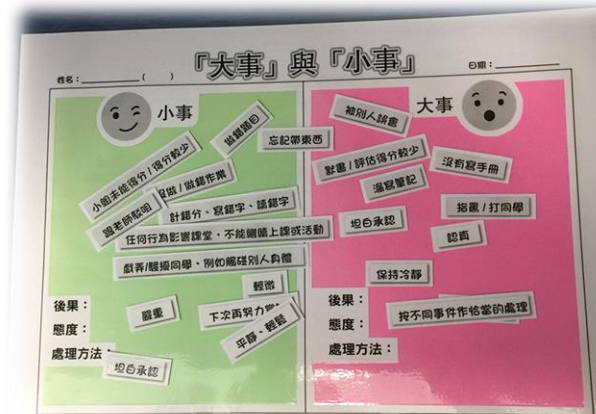 「大事」與「小事」
姓名：＿＿＿＿＿（　）
日期：＿＿＿＿＿
小事
做錯題目
忘記帶東西
小組未能得分/得分較少
沒做/做錯作業
跟老師
計錯分、寫錯字、讀錯字
任何行為影響課堂，不能繼續上課或活動
戲弄/騷擾同學，例如觸碰別人身體
輕微
嚴重
下次再努力
平靜、輕鬆
後果：
態度：
處理方法：
坦白承認
大事
被別人誤會
默書/評估得分較少
沒有寫手冊
漏寫筆記
指罵/打同學
坦白承認
認真
保持冷靜
後果：
按不同事件作恰當的處理
態度：
處理方法：